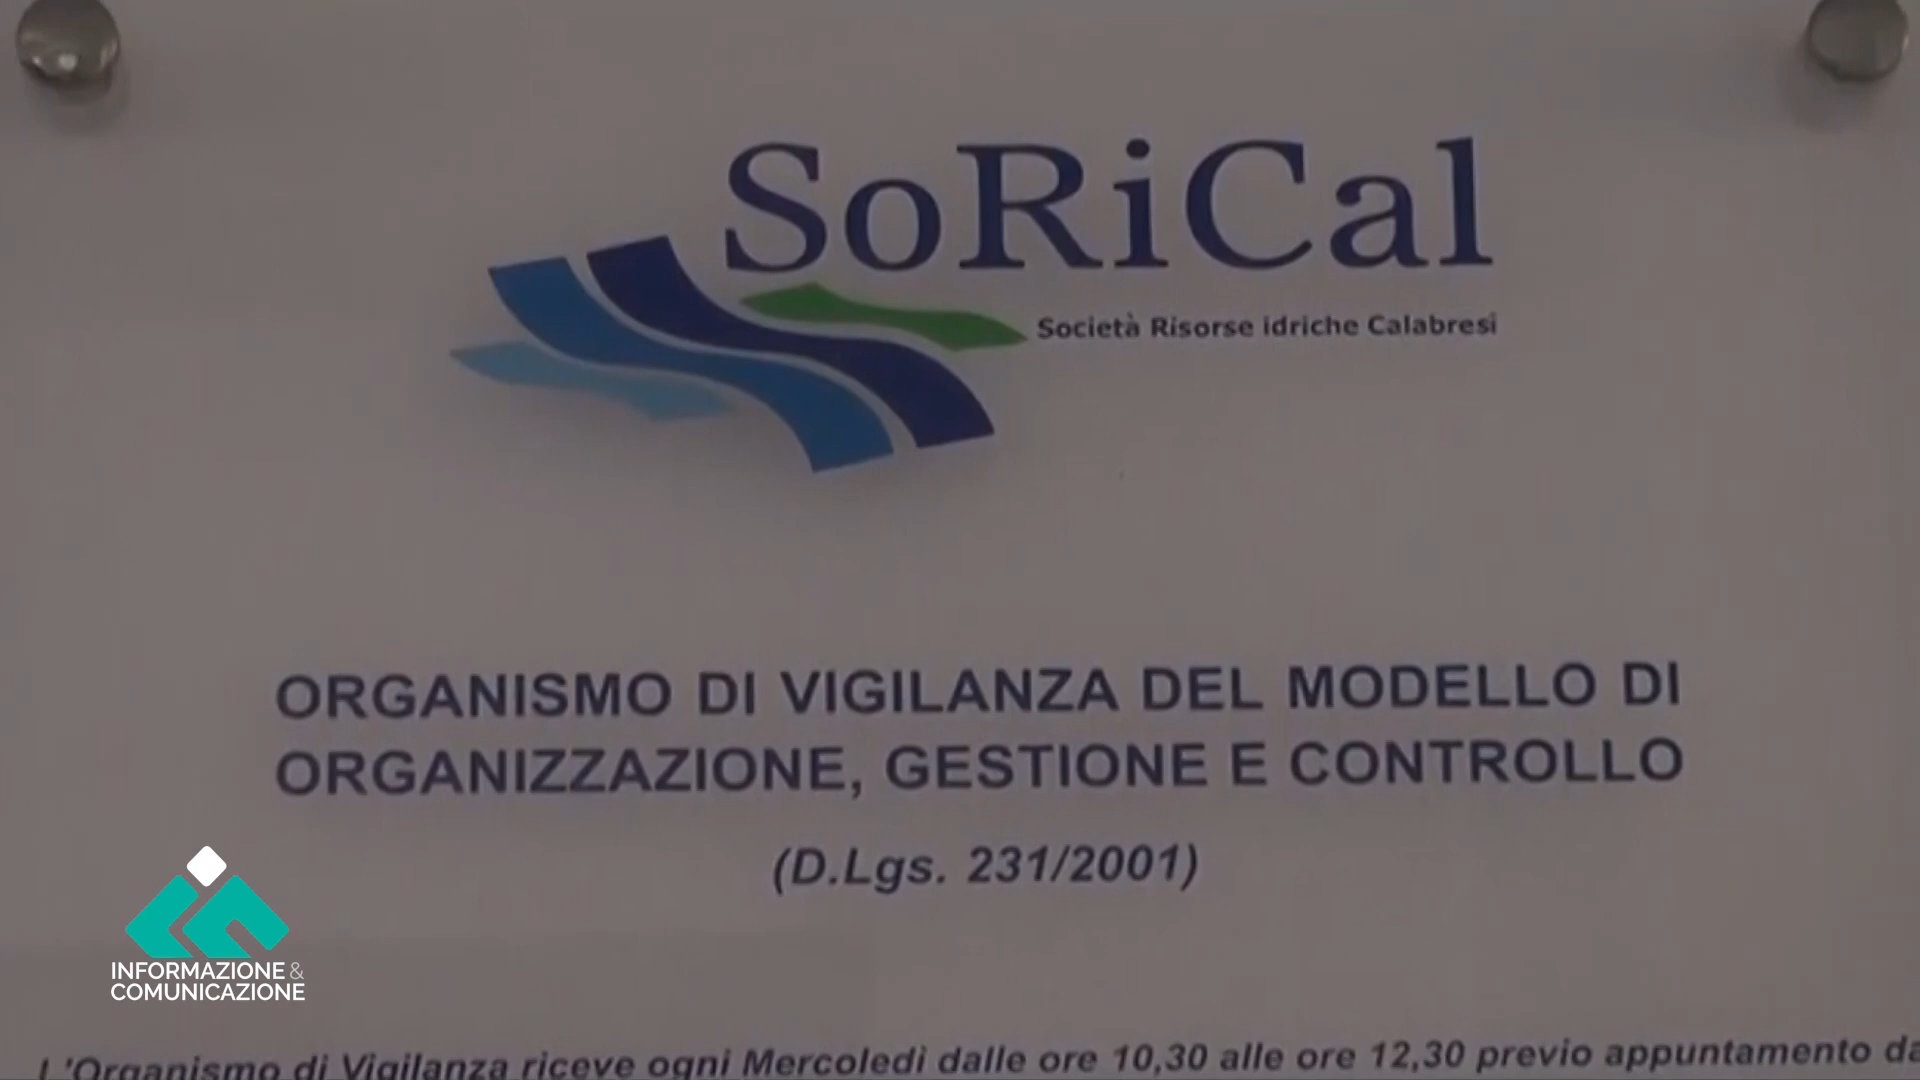 SoRiCal
Società Risorse idriche Calabresi
ORGANISMO DI VIGILANZA DEL MODELLO DI
ORGANIZZAZIONE, GESTIONE E CONTROLLO
(D.Lgs. 231/2001)
INFORMAZIONE &
COMUNICAZIONE
L'Organismo di Vigilanza riceve ogni Mercoledì dalle ore 10,30 alle ore 12,30 previo appuntamento da